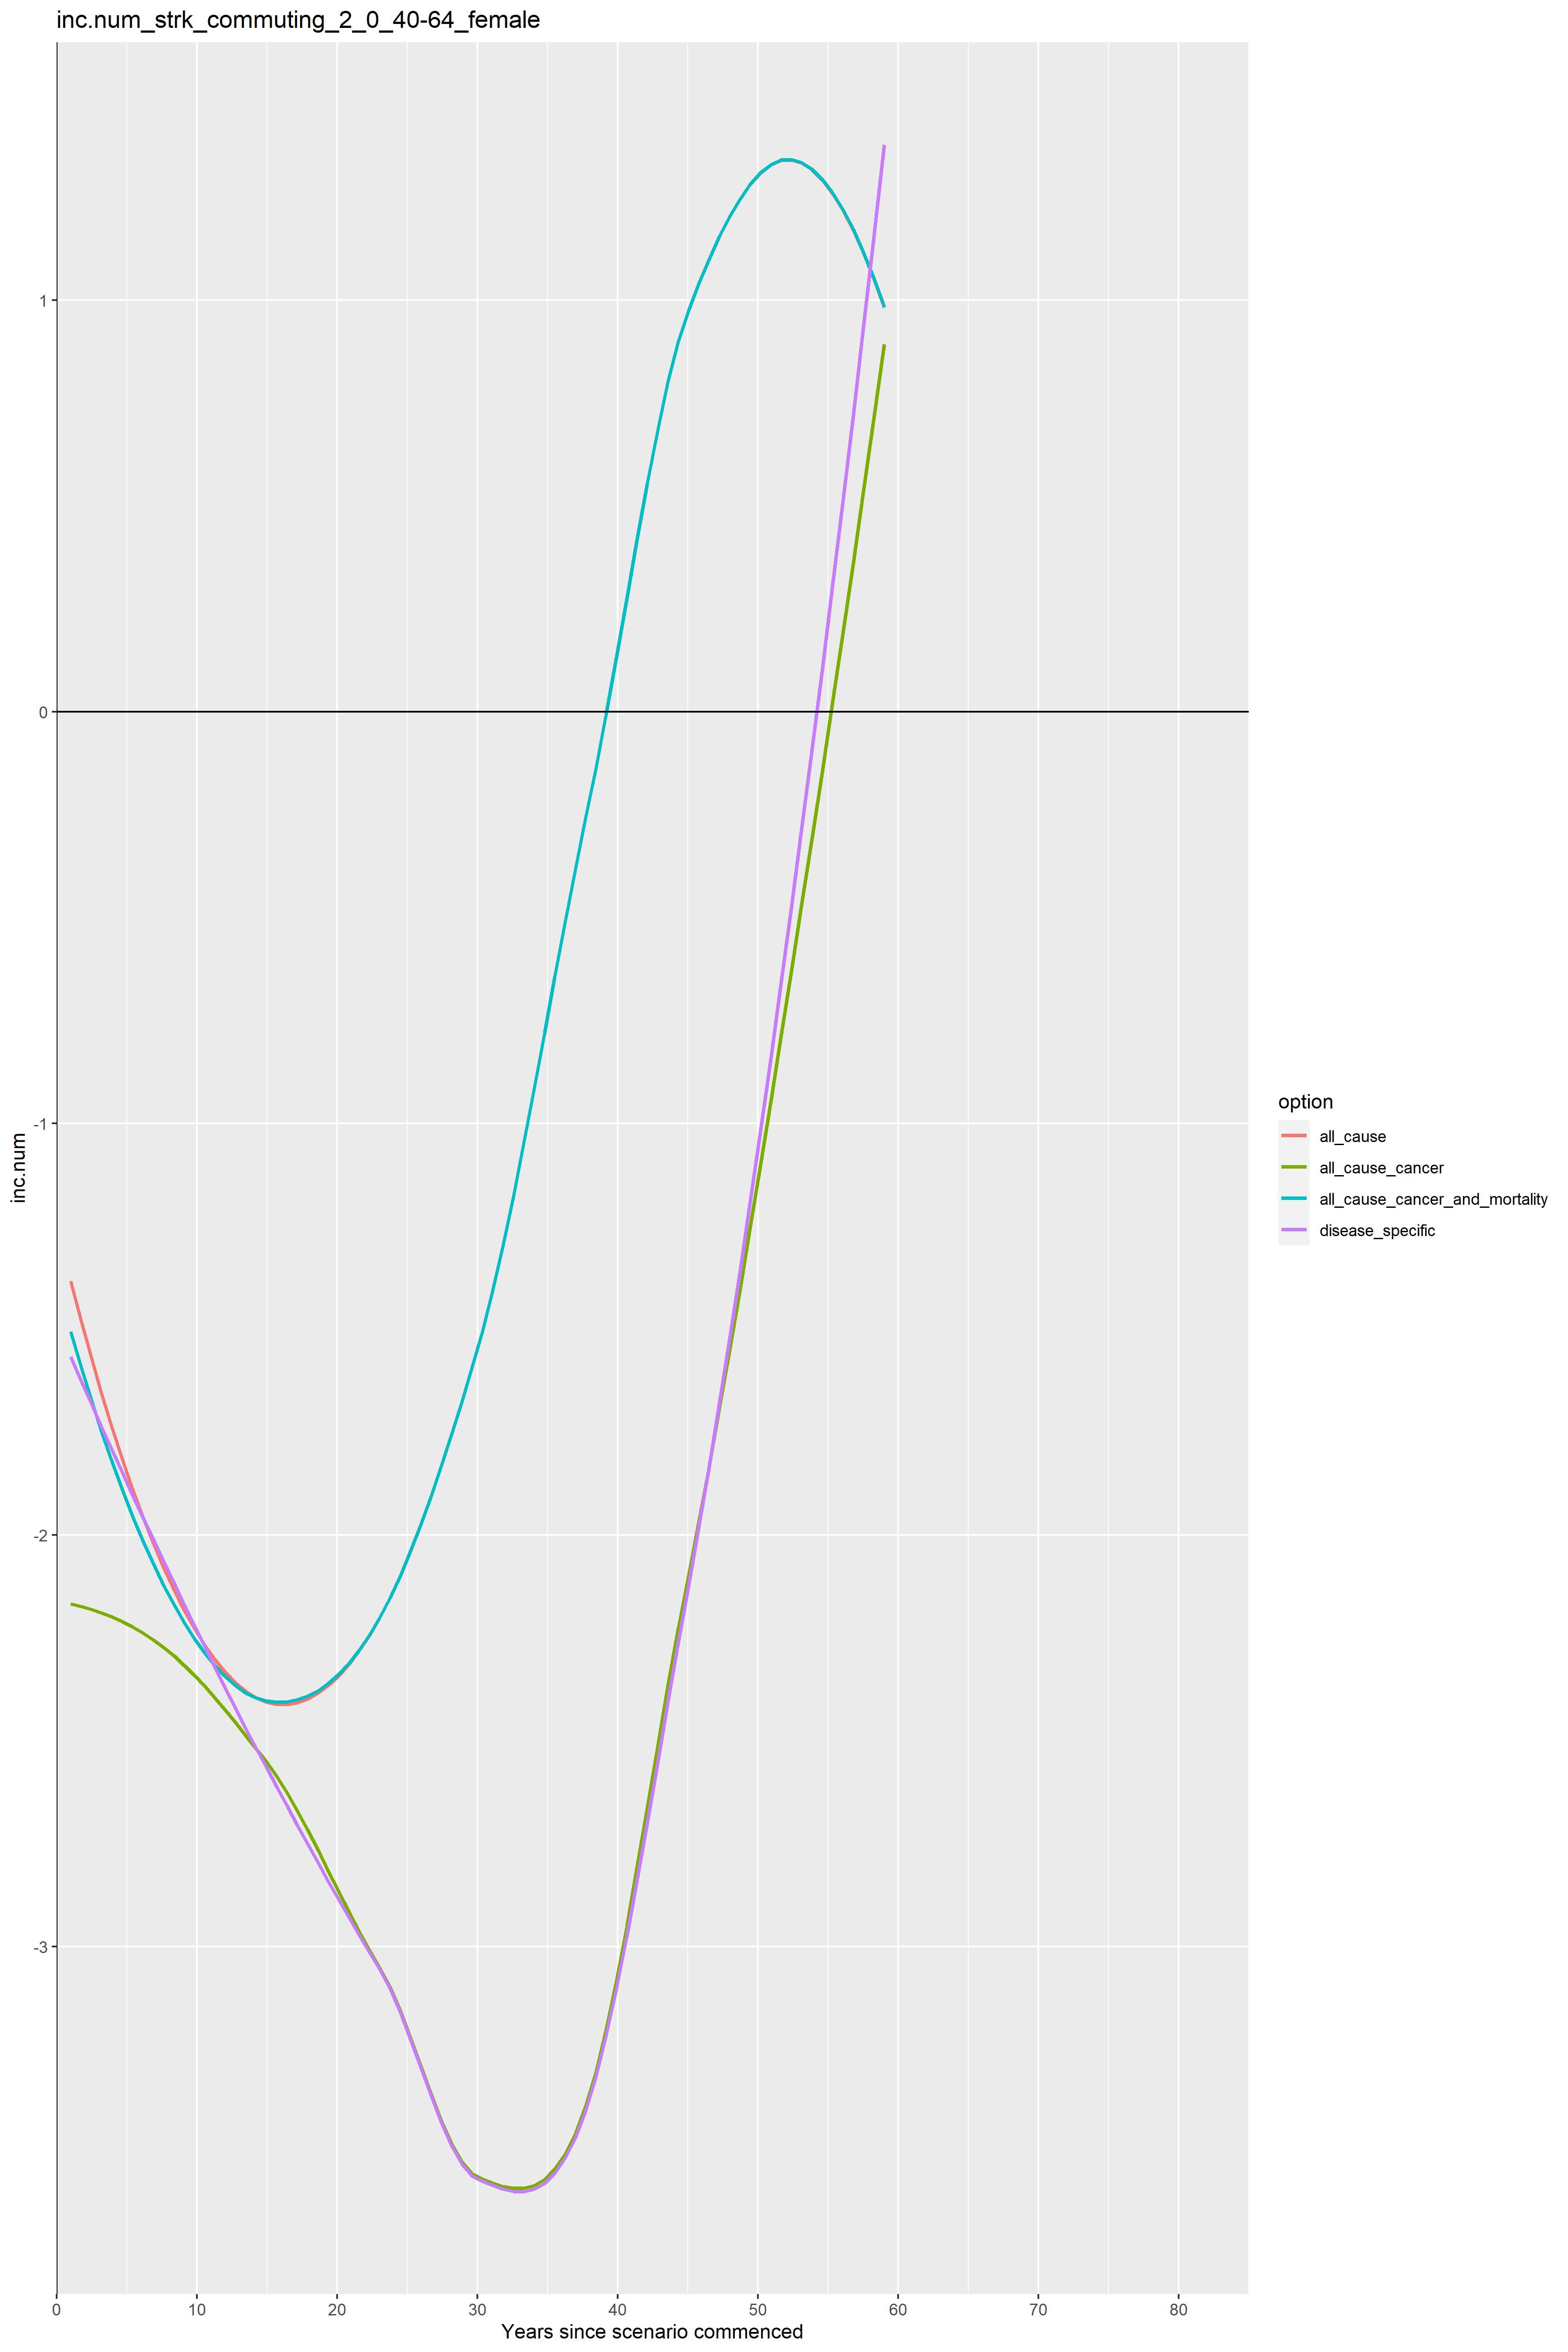 inc.num_strk_commuting_2_0_40-64_female
inc.num
1
0
-1
-2
-3
0 10 20 30 40 50 60 70 80
Years since scenario commenced
option
all_cause
all_cause_cancer
all_cause_cancer_and_mortality
disease_specific